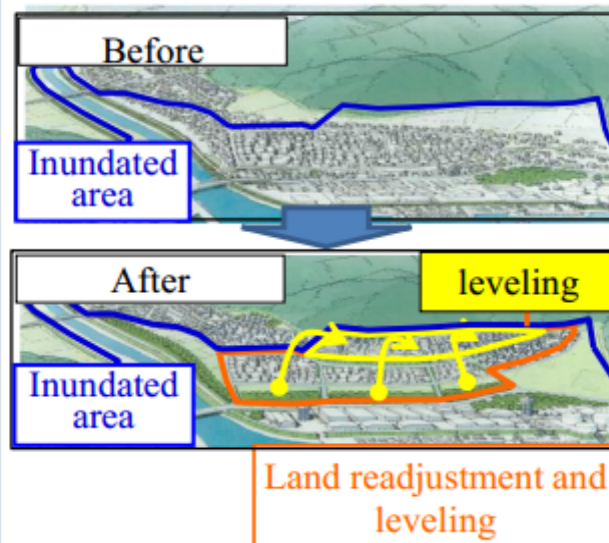 Before
Inundated
area
After
leveling
Inundated
area
Land readjustment and
leveling